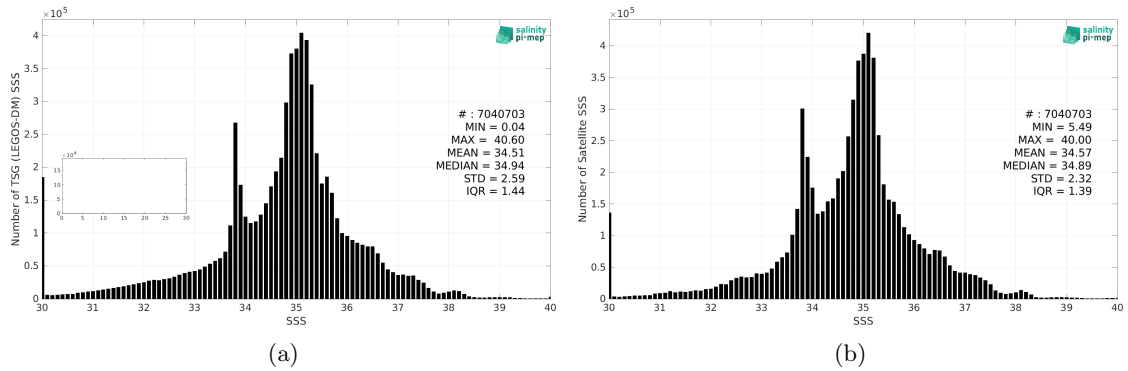 ×10^5
4
3.5
3
2.5
2
1.5
1
0.5
0
Number of TSG (LEGOS-DM) SSS
salinity
pi-mep
# : 7040703
MIN = 0.04
MAX = 40.60
MEAN = 34.51
MEDIAN = 34.94
STD = 2.59
IQR = 1.44
×10^4
15
10
5
0
0 5 10 15 20 25 30
30 31 32 33 34 35 36 37 38 39 40
SSS
(a)
×10^5
4
3.5
3
2.5
2
1.5
1
0.5
0
Number of Satellite SSS
salinity
pi-mep
# : 7040703
MIN = 5.49
MAX = 40.00
MEAN = 34.57
MEDIAN = 34.89
STD = 2.32
IQR = 1.39
30 31 32 33 34 35 36 37 38 39 40
SSS
(b)